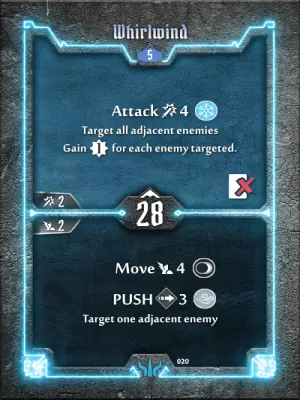 Whirlwind
5
Attack 4
Target all adjacent enemies
Gain 1 for each enemy targeted.
2
28
2
Move 4
PUSH 3
Target one adjacent enemy
020